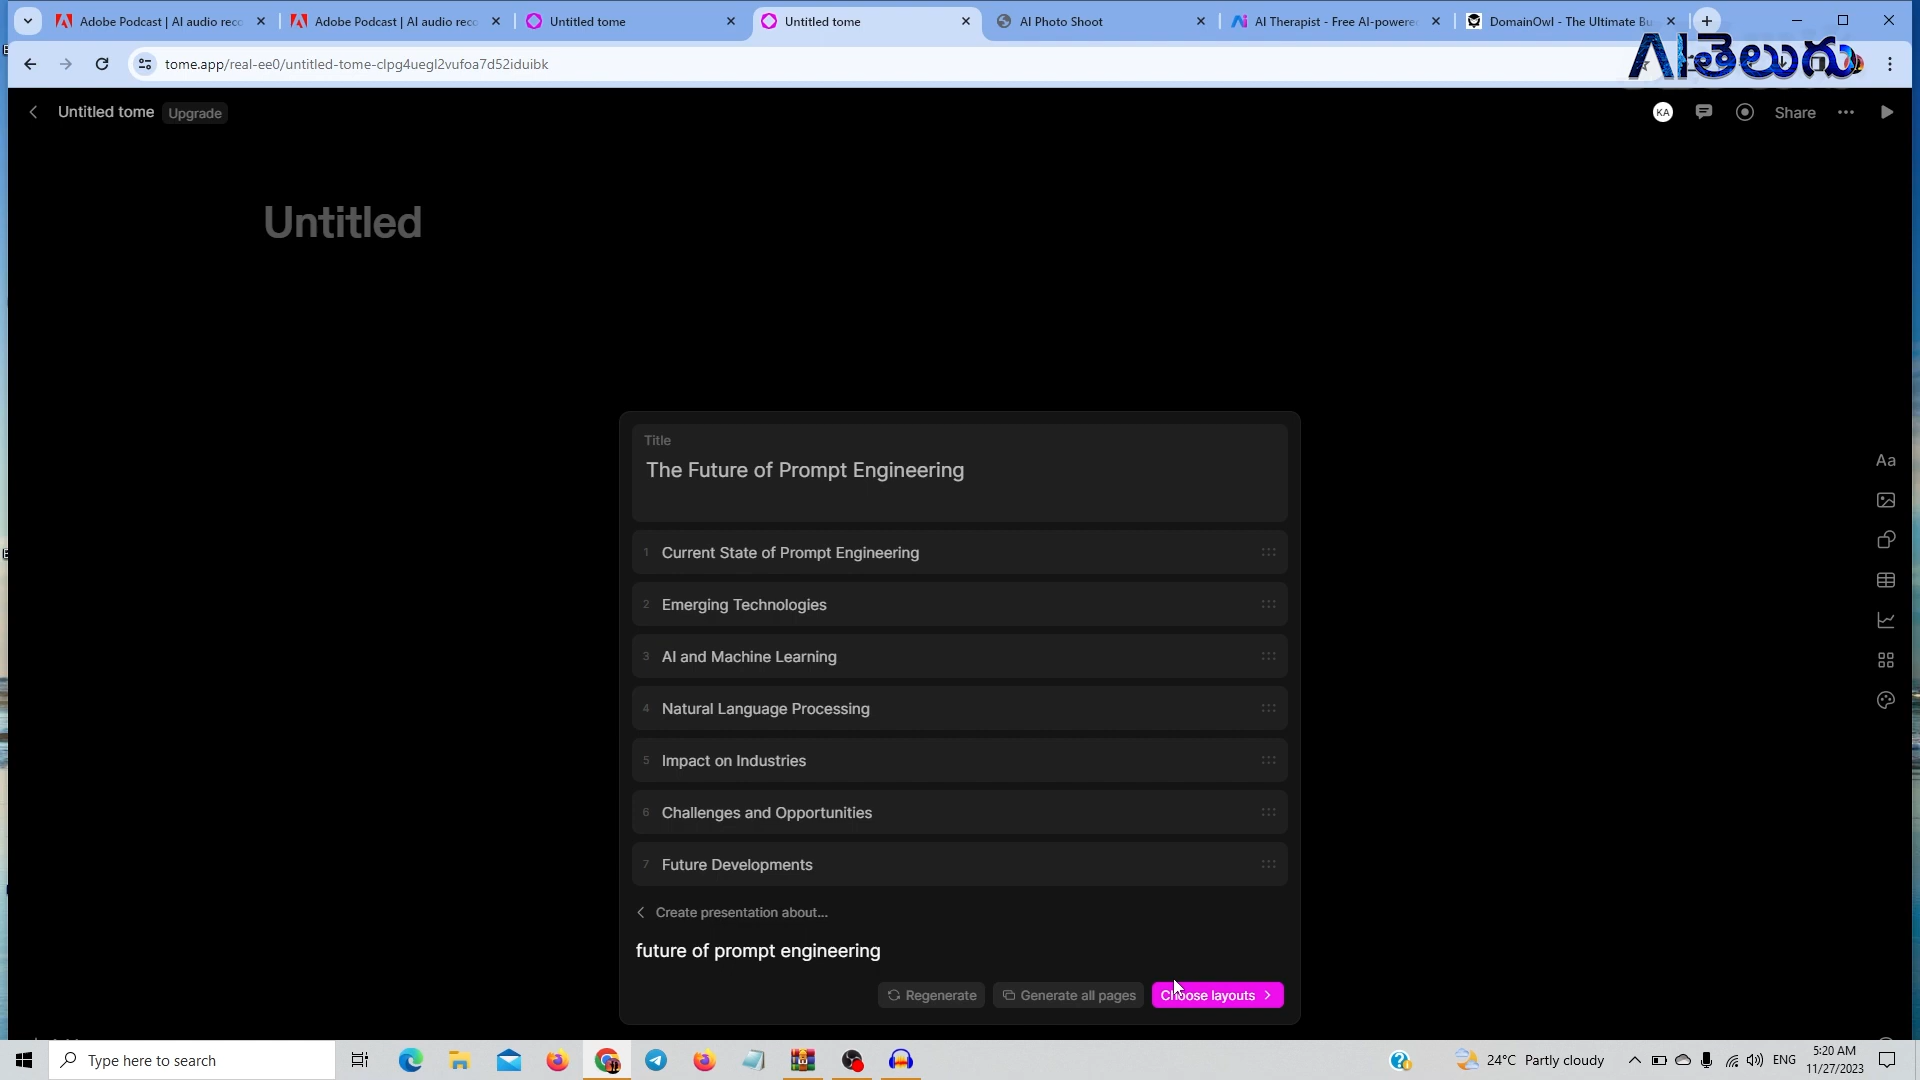 Adobe Podcast | AI audio reco
Adobe Podcast | AI audio reco
Untitled tome
Untitled tome
AI Photo Shoot
AI Therapist - Free AI-powere
DomainOwl - The Ultimate Bu
tome.app/real-ee0/untitled-tome-clpg4uegl2vufoa7d52iduibk
AIతెలుగు
Untitled tome
Upgrade
KA
Share
Untitled
Title
The Future of Prompt Engineering
Aa
1 Current State of Prompt Engineering
2 Emerging Technologies
3 AI and Machine Learning
4 Natural Language Processing
5 Impact on Industries
6 Challenges and Opportunities
7 Future Developments
Create presentation about...
future of prompt engineering
Regenerate
Generate all pages
Choose layouts
Type here to search
24°C Partly cloudy
ENG
5:20 AM
11/27/2023